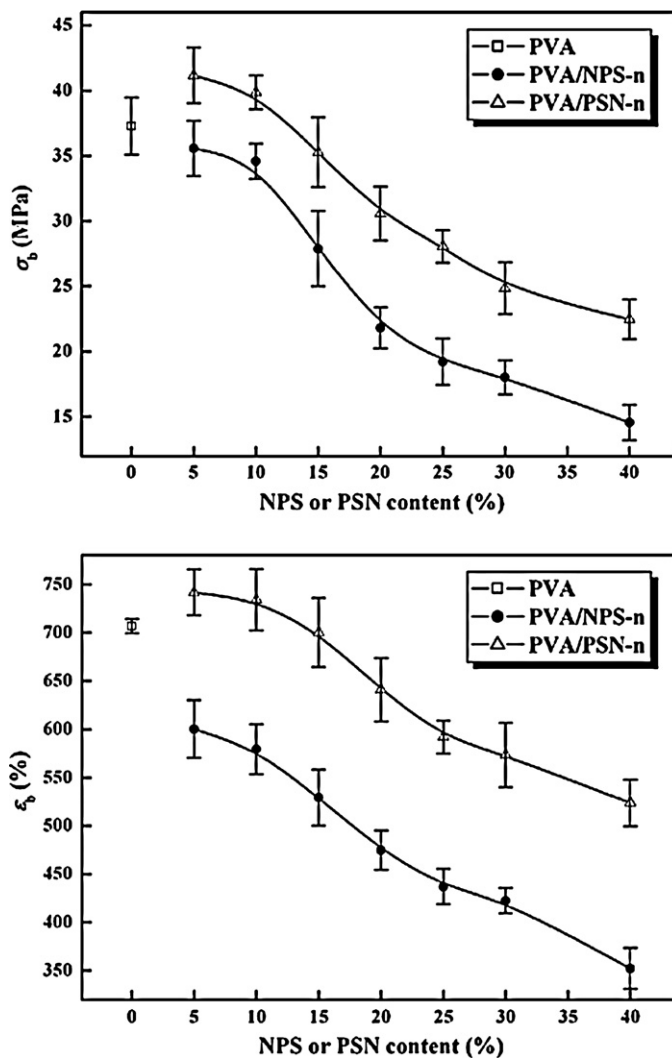 45
40
35
30
25
20
15
σb (MPa)
PVA
PVA/NPS-n
PVA/PSN-n
0 5 10 15 20 25 30 35 40
NPS or PSN content (%)
750
700
650
600
550
500
450
400
350
εb (%)
PVA
PVA/NPS-n
PVA/PSN-n
0 5 10 15 20 25 30 35 40
NPS or PSN content (%)